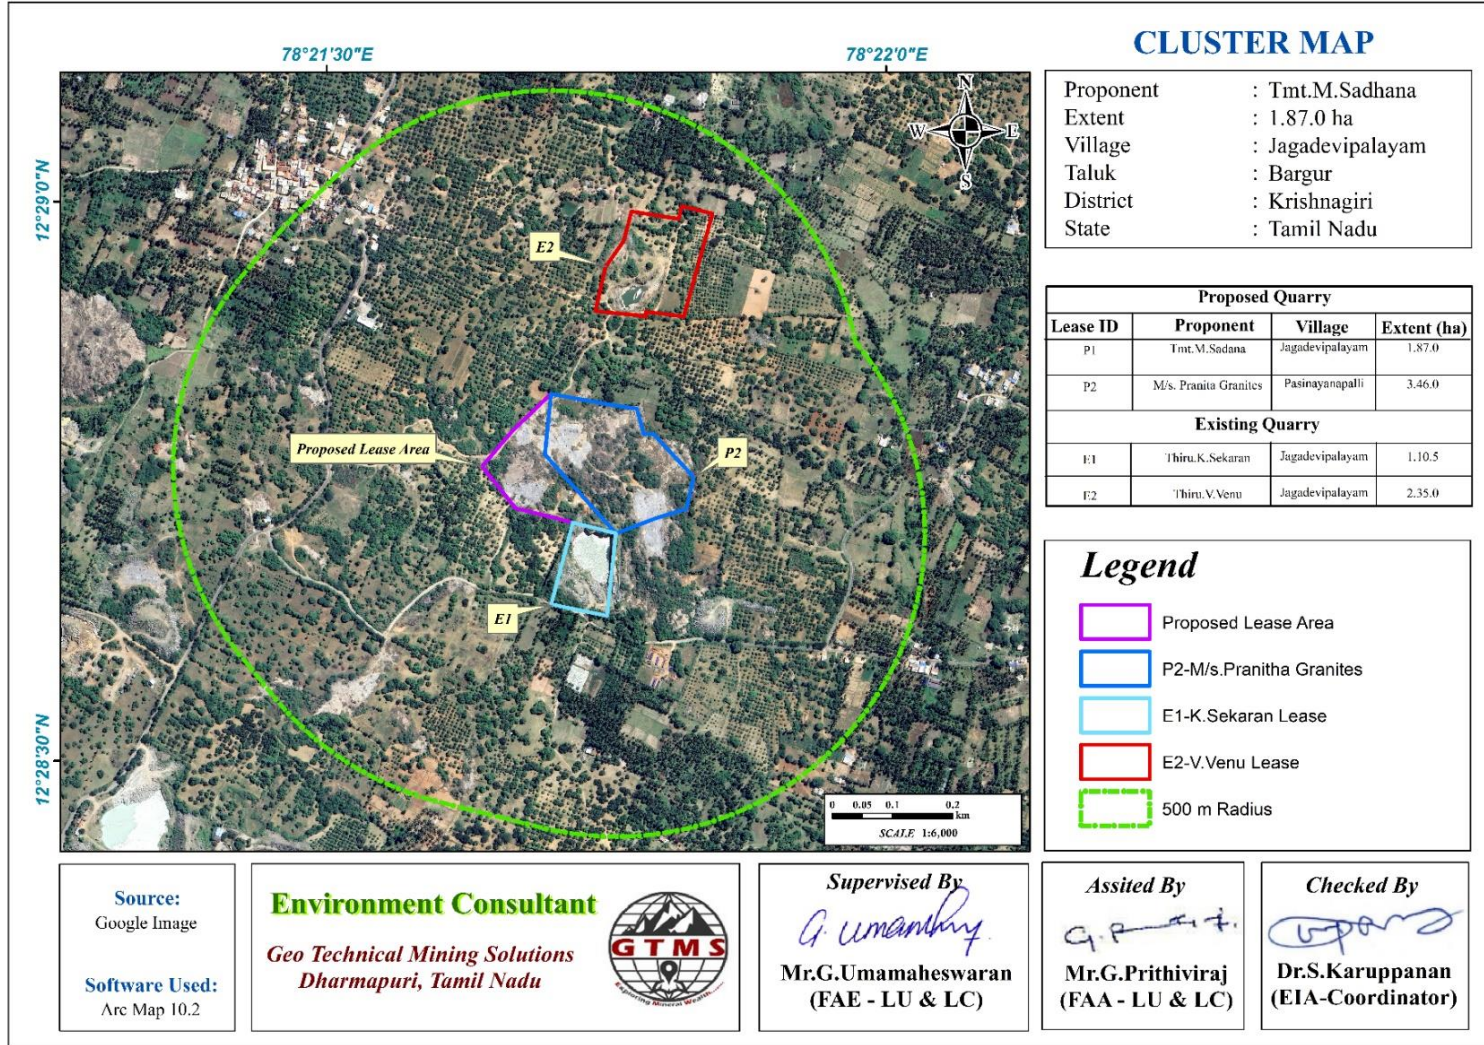 CLUSTER MAP
78°21'30"E
78°22'0"E
12°29'0"N
12°28'30"N
N
W
E
S
E2
Proposed Lease Area
P2
E1
0 0.05 0.1 0.2
km
SCALE 1:6,000
Proponent : Tmt.M.Sadhana
Extent : 1.87.0 ha
Village : Jagadevipalayam
Taluk : Bargur
District : Krishnagiri
State : Tamil Nadu
Proposed Quarry
Lease ID Proponent Village Extent (ha)
P1 Tmt.M.Sadana Jagadevipalayam 1.87.0
P2 M/s. Pranita Granites Pasinayanapalli 3.46.0
Existing Quarry
E1 Thiru.K.Sekaran Jagadevipalayam 1.10.5
E2 Thiru.V.Venu Jagadevipalayam 2.35.0
Legend
Proposed Lease Area
P2-M/s.Pranitha Granites
E1-K.Sekaran Lease
E2-V.Venu Lease
500 m Radius
Source:
Google Image
Software Used:
Arc Map 10.2
Environment Consultant
Geo Technical Mining Solutions
Dharmapuri, Tamil Nadu
GTMS
Exploring Mineral Wealth
Supervised By
Mr.G.Umamaheswaran
(FAE - LU & LC)
Assited By
Mr.G.Prithiviraj
(FAA - LU & LC)
Checked By
Dr.S.Karuppanan
(EIA-Coordinator)